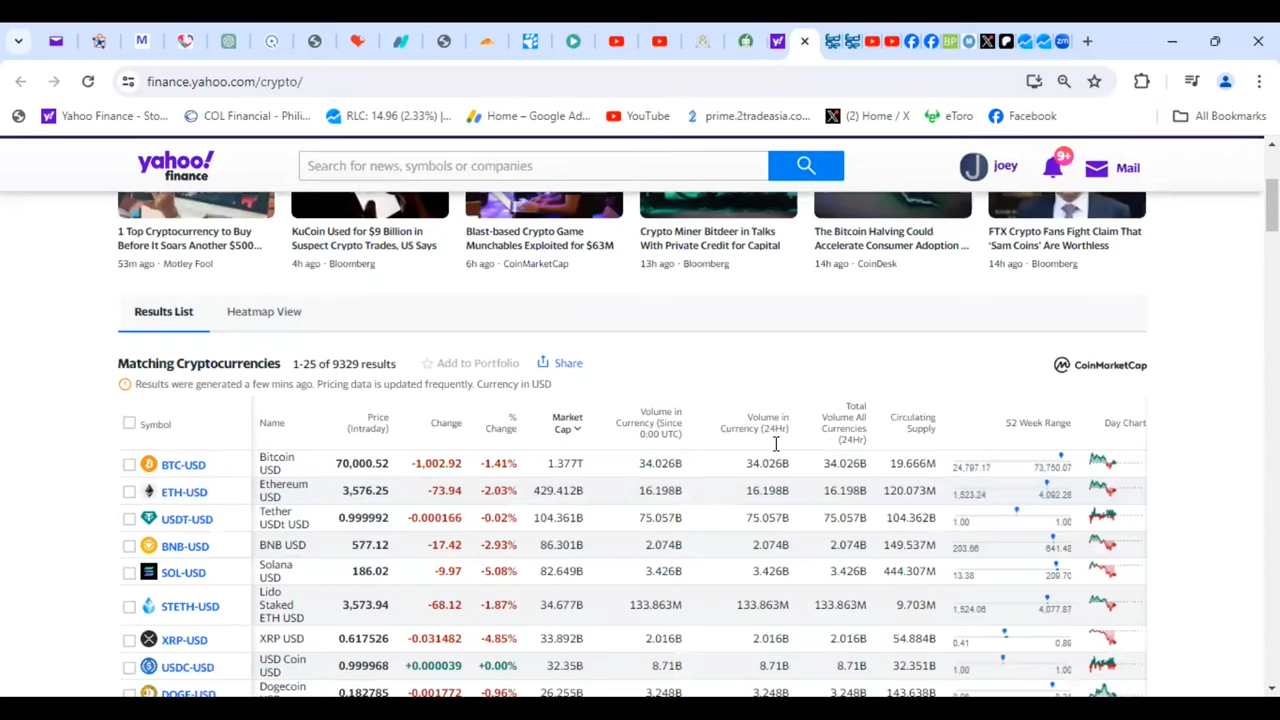 finance.yahoo.com/crypto/
Yahoo Finance - Sto...
COL Financial - Phili...
RLC: 14.96 (2.33%) |...
Home – Google Ad...
YouTube
prime.2tradeasia.co...
(2) Home / X
eToro
Facebook
All Bookmarks
yahoo!
finance
Search for news, symbols or companies
joey
9+
Mail
1 Top Cryptocurrency to Buy
Before It Soars Another $500...
53m ago · Motley Fool
KuCoin Used for $9 Billion in
Suspect Crypto Trades, US Says
4h ago · Bloomberg
Blast-based Crypto Game
Munchables Exploited for $63M
6h ago · CoinMarketCap
Crypto Miner Bitdeer in Talks
With Private Credit for Capital
13h ago · Bloomberg
The Bitcoin Halving Could
Accelerate Consumer Adoption ...
14h ago · CoinDesk
FTX Crypto Fans Fight Claim That
‘Sam Coins’ Are Worthless
14h ago · Bloomberg
Results List
Heatmap View
Matching Cryptocurrencies 1-25 of 9329 results Add to Portfolio Share
CoinMarketCap
Results were generated a few mins ago. Pricing data is updated frequently. Currency in USD
Symbol
Name
Price
(Intraday)
Change
%
Change
Market
Cap
Volume in
Currency (Since
0:00 UTC)
Volume in
Currency (24Hr)
Total
Volume All
Currencies
(24Hr)
Circulating
Supply
52 Week Range
Day Chart
BTC-USD Bitcoin USD 70,000.52 -1,002.92 -1.41% 1.377T 34.026B 34.026B 34.026B 19.666M 24,797.17 73,750.07
ETH-USD Ethereum USD 3,576.25 -73.94 -2.03% 429.412B 16.198B 16.198B 16.198B 120.073M 1,523.24 4,092.28
USDT-USD Tether USDt USD 0.999992 -0.000166 -0.02% 104.361B 75.057B 75.057B 75.057B 104.362B 1.00 1.00
BNB-USD BNB USD 577.12 -17.42 -2.93% 86.301B 2.074B 2.074B 2.074B 149.537M 203.66 641.48
SOL-USD Solana USD 186.02 -9.97 -5.08% 82.649B 3.426B 3.426B 3.426B 444.307M 13.38 209.70
STETH-USD Lido Staked ETH USD 3,573.94 -68.12 -1.87% 34.677B 133.863M 133.863M 133.863M 9.703M 1,524.06 4,077.87
XRP-USD XRP USD 0.617526 -0.031482 -4.85% 33.892B 2.016B 2.016B 2.016B 54.884B 0.41 0.89
USDC-USD USD Coin USD 0.999968 +0.000039 +0.00% 32.35B 8.71B 8.71B 8.71B 32.351B 1.00 1.00
DOGE-USD Dogecoin 0.182785 -0.001772 -0.96% 26.255B 3.248B 3.248B 3.248B 143.638B